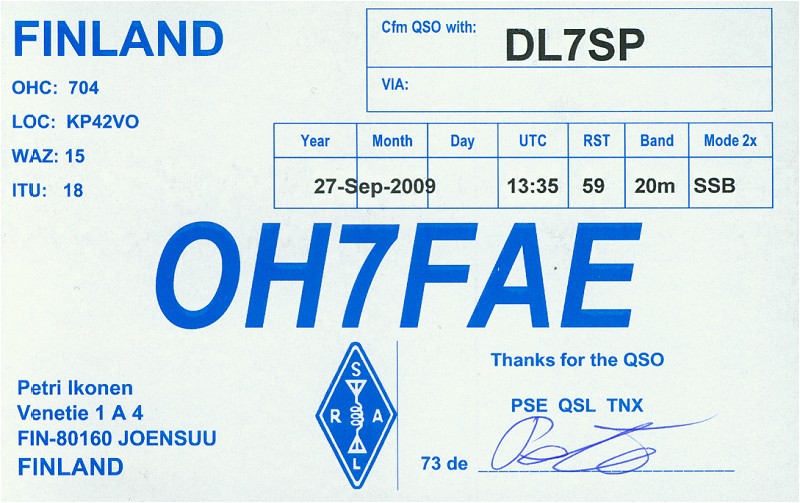 FINLAND
OHC: 704
LOC: KP42VO
WAZ: 15
ITU: 18
Cfm QSO with: DL7SP
VIA:
Year Month Day UTC RST Band Mode 2x
27-Sep-2009 13:35 59 20m SSB
OH7FAE
Petri Ikonen
Venetie 1 A 4
FIN-80160 JOENSUU
FINLAND
S
R A
L
Thanks for the QSO
PSE QSL TNX
73 de